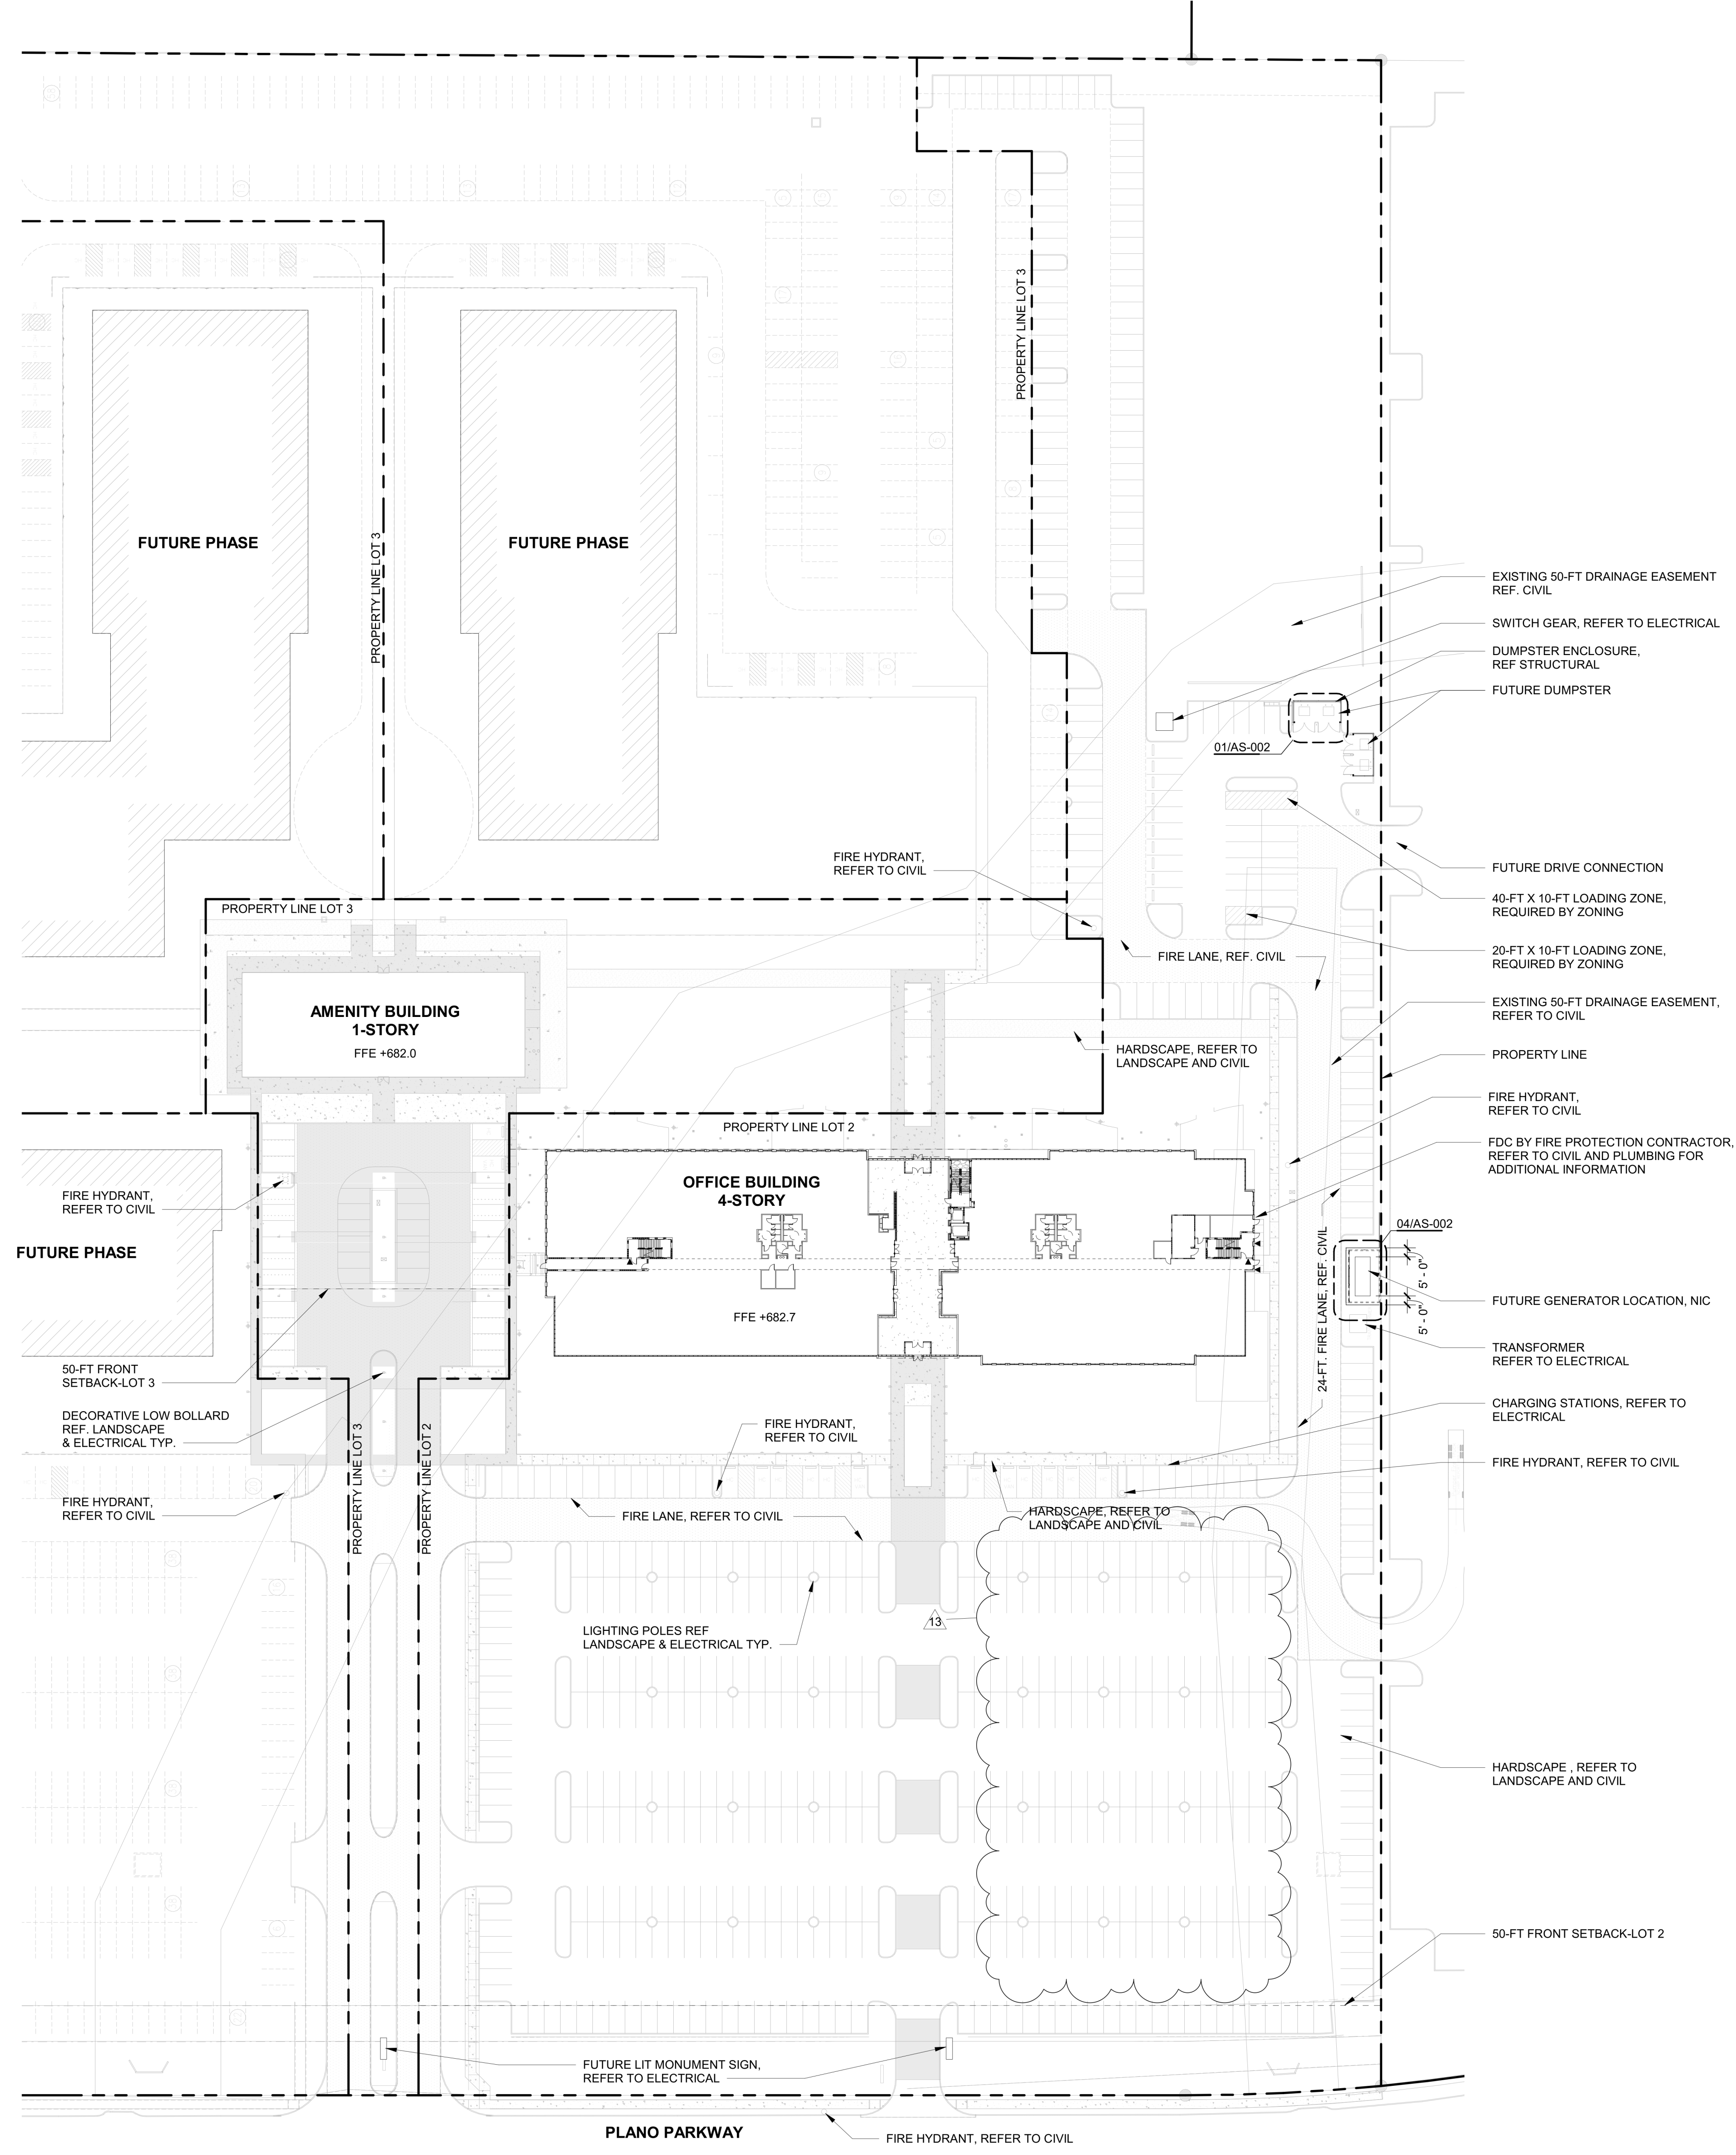 PROPERTY LINE LOT 3
FUTURE PHASE
FUTURE PHASE
PROPERTY LINE LOT 3
EXISTING 50-FT DRAINAGE EASEMENT
REF. CIVIL
SWITCH GEAR, REFER TO ELECTRICAL
DUMPSTER ENCLOSURE,
REF STRUCTURAL
FUTURE DUMPSTER
01/AS-002
FIRE HYDRANT,
REFER TO CIVIL
FUTURE DRIVE CONNECTION
40-FT X 10-FT LOADING ZONE,
REQUIRED BY ZONING
PROPERTY LINE LOT 3
20-FT X 10-FT LOADING ZONE,
REQUIRED BY ZONING
FIRE LANE, REF. CIVIL
AMENITY BUILDING
1-STORY
FFE +682.0
EXISTING 50-FT DRAINAGE EASEMENT,
REFER TO CIVIL
HARDSCAPE, REFER TO
LANDSCAPE AND CIVIL
PROPERTY LINE
FIRE HYDRANT,
REFER TO CIVIL
PROPERTY LINE LOT 2
FDC BY FIRE PROTECTION CONTRACTOR,
REFER TO CIVIL AND PLUMBING FOR
ADDITIONAL INFORMATION
OFFICE BUILDING
4-STORY
FIRE HYDRANT,
REFER TO CIVIL
04/AS-002
FUTURE PHASE
24-FT. FIRE LANE, REF. CIVIL
5' - 0"
5' - 0"
FUTURE GENERATOR LOCATION, NIC
FFE +682.7
TRANSFORMER
REFER TO ELECTRICAL
50-FT FRONT
SETBACK-LOT 3
CHARGING STATIONS, REFER TO
ELECTRICAL
DECORATIVE LOW BOLLARD
REF. LANDSCAPE
& ELECTRICAL TYP.
FIRE HYDRANT,
REFER TO CIVIL
PROPERTY LINE LOT 3
PROPERTY LINE LOT 2
FIRE HYDRANT, REFER TO CIVIL
FIRE HYDRANT,
REFER TO CIVIL
FIRE LANE, REFER TO CIVIL
HARDSCAPE, REFER TO
LANDSCAPE AND CIVIL
13
LIGHTING POLES REF
LANDSCAPE & ELECTRICAL TYP.
HARDSCAPE , REFER TO
LANDSCAPE AND CIVIL
50-FT FRONT SETBACK-LOT 2
FUTURE LIT MONUMENT SIGN,
REFER TO ELECTRICAL
PLANO PARKWAY
FIRE HYDRANT, REFER TO CIVIL